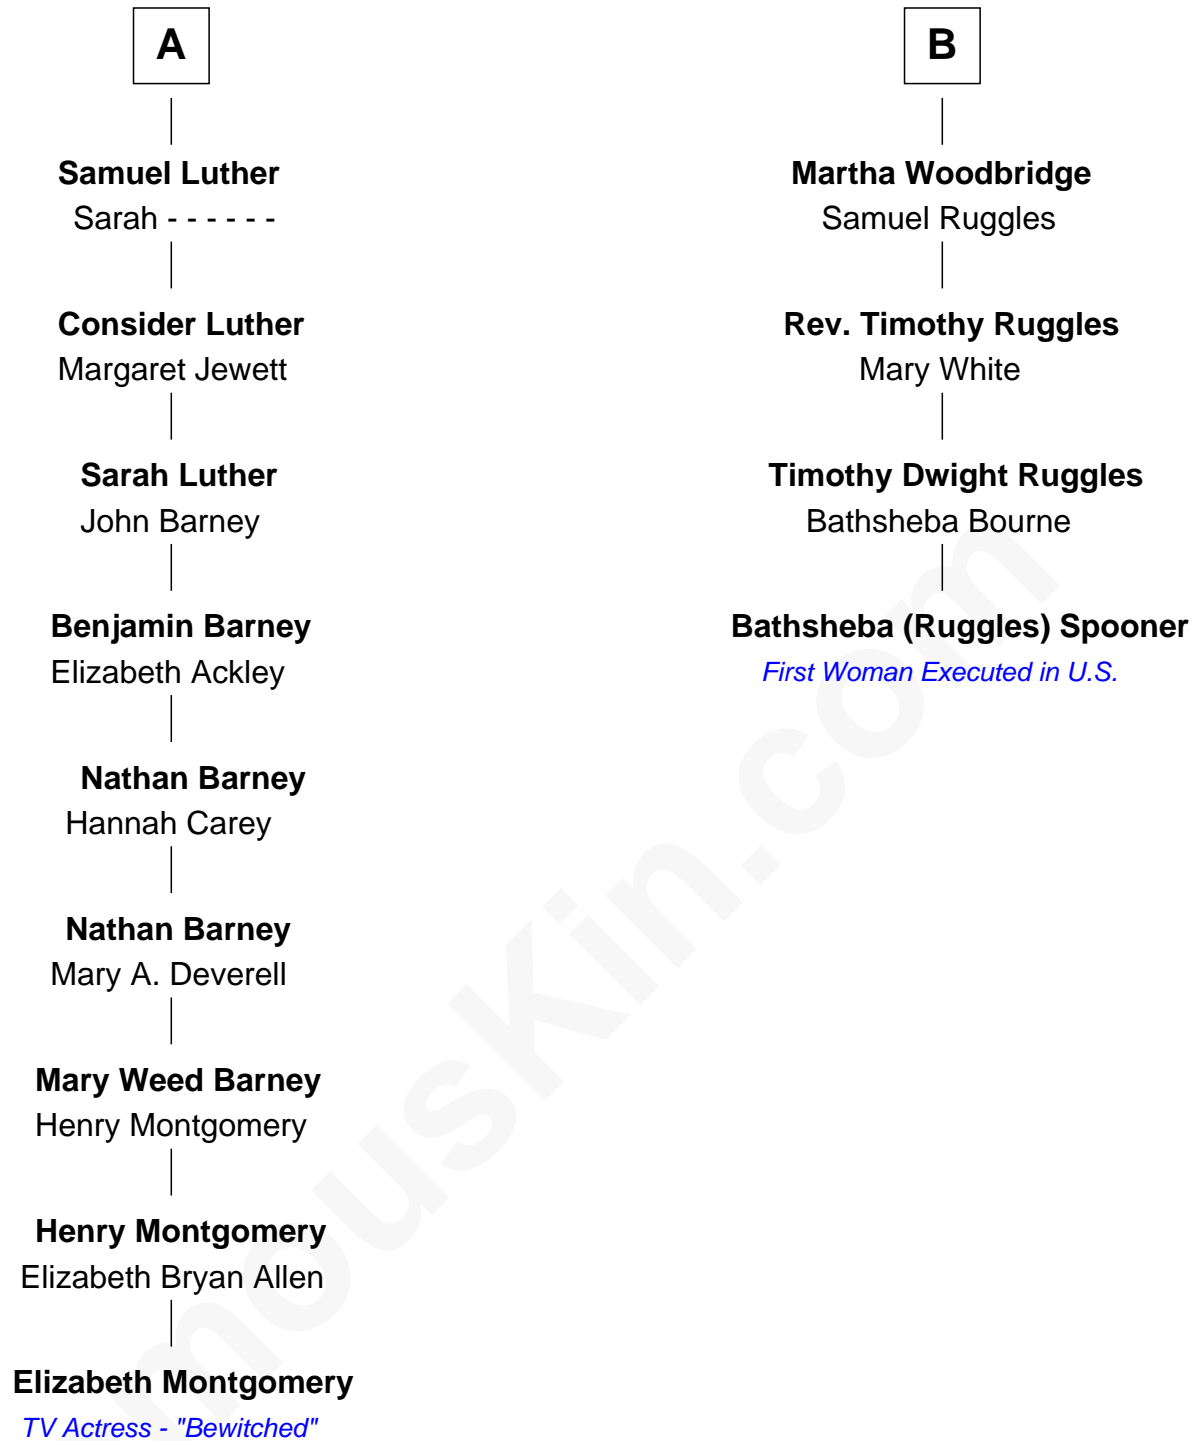 A
Samuel Luther
Sarah - - - - - -
Consider Luther
Margaret Jewett
Sarah Luther
John Barney
Benjamin Barney
Elizabeth Ackley
Nathan Barney
Hannah Carey
Nathan Barney
Mary A. Deverell
Mary Weed Barney
Henry Montgomery
Henry Montgomery
Elizabeth Bryan Allen
Elizabeth Montgomery
TV Actress - "Bewitched"
B
Martha Woodbridge
Samuel Ruggles
Rev. Timothy Ruggles
Mary White
Timothy Dwight Ruggles
Bathsheba Bourne
Bathsheba (Ruggles) Spooner
First Woman Executed in U.S.
mousKin.com